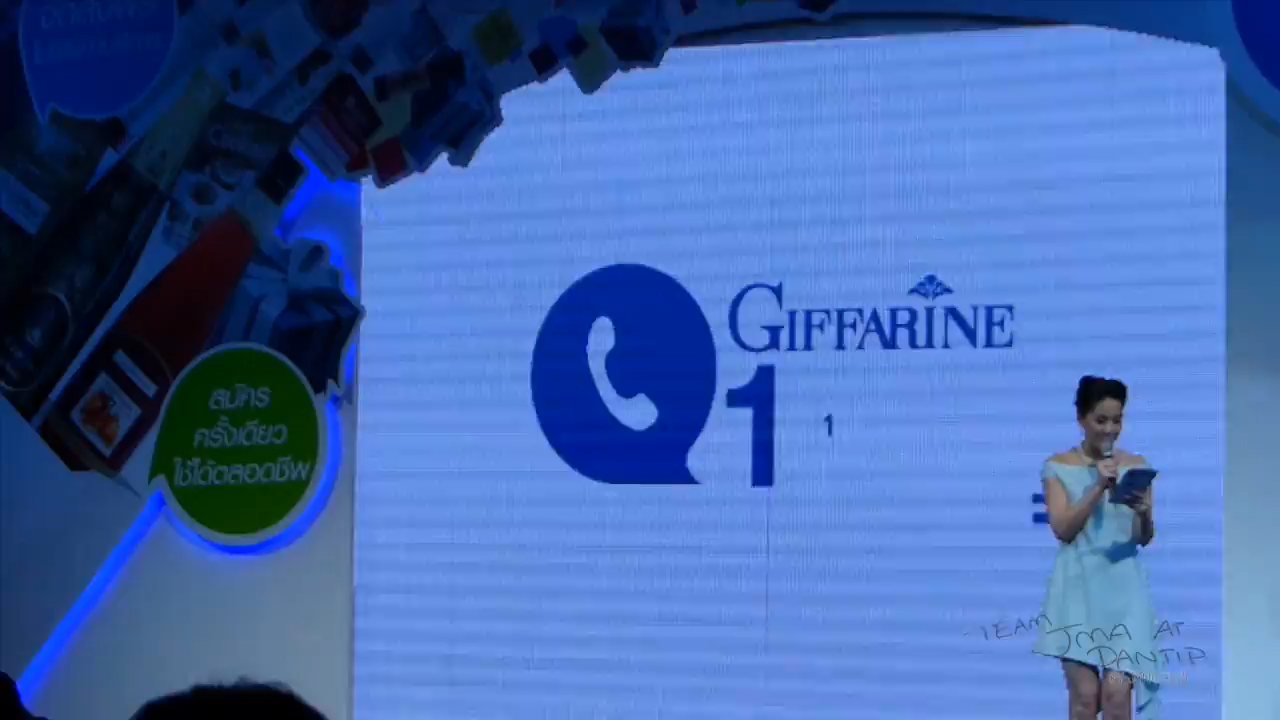 GIFFARINE
1
1
สมัคร
ครั้งเดียว
ใช้ได้ตลอดชีพ
TEAM
JMA AT
PANTIP